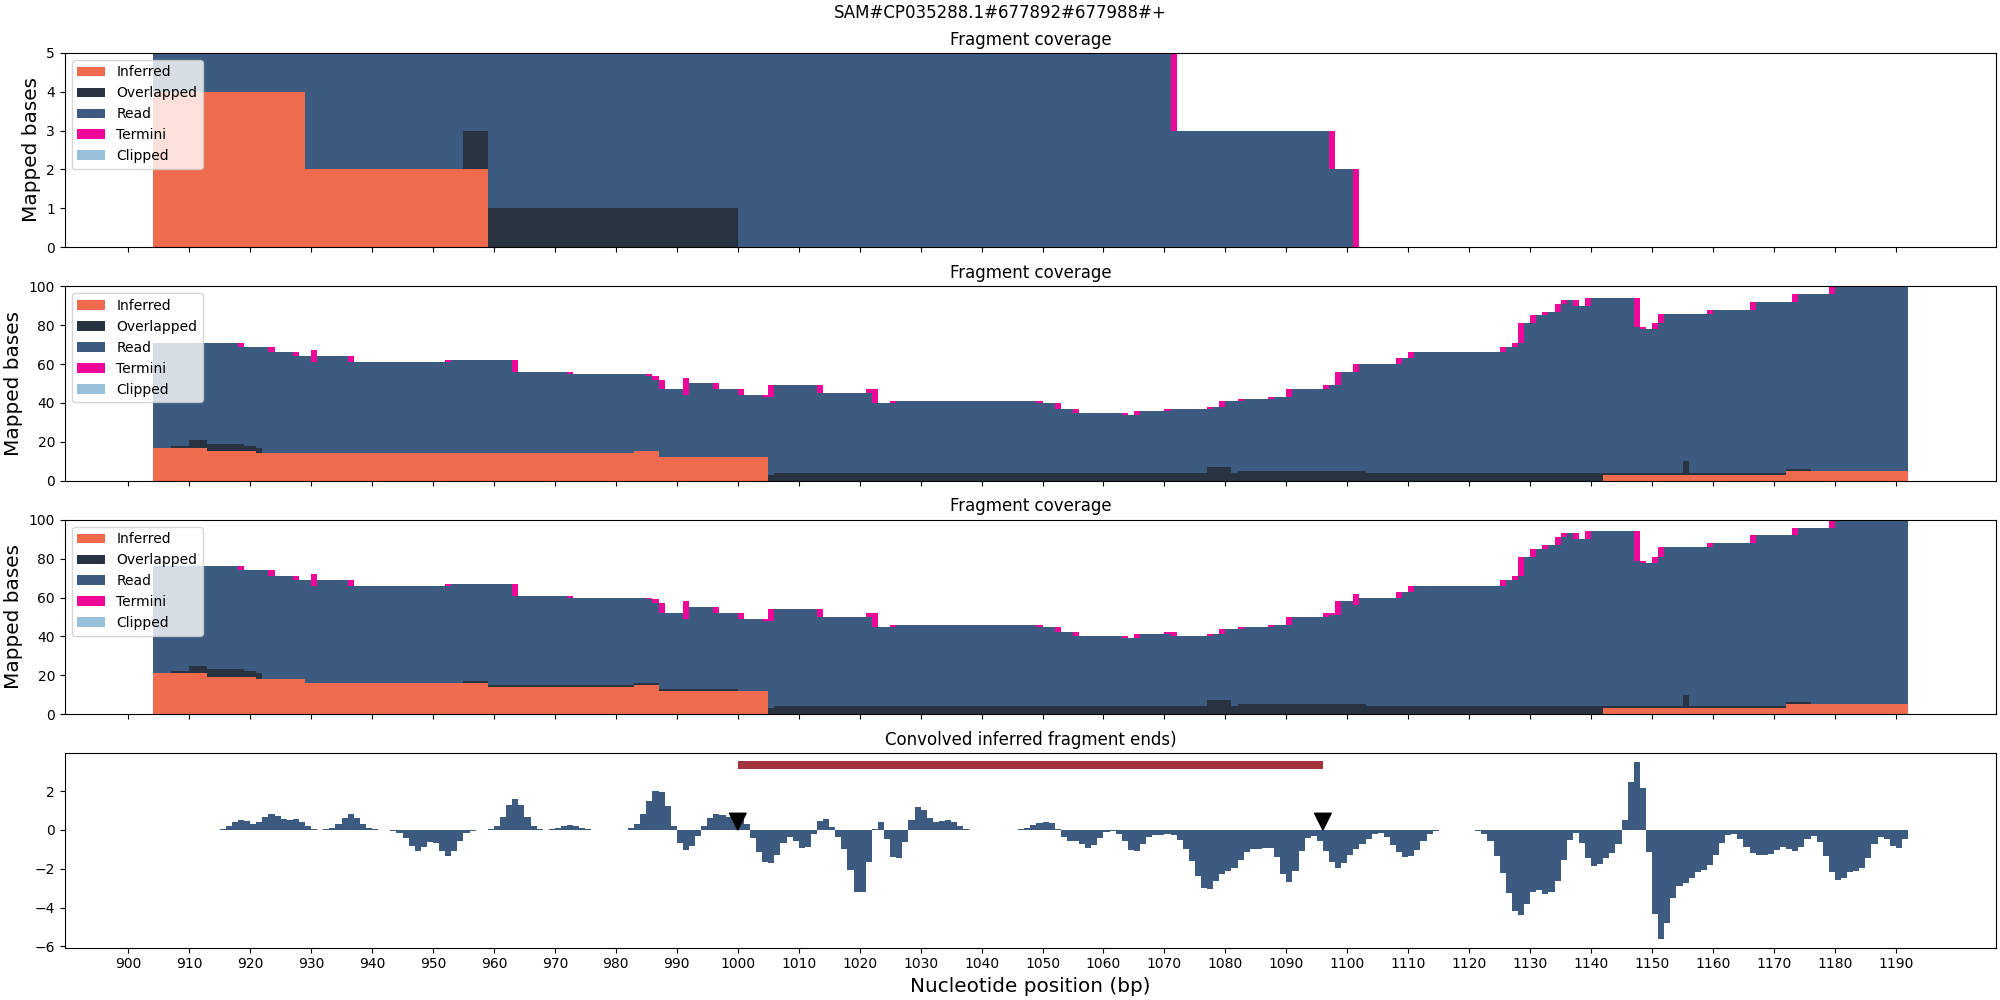 SAM#CP035288.1#677892#677988#+
Fragment coverage
Mapped bases
5
4
3
2
1
0
Inferred
Overlapped
Read
Termini
Clipped
Fragment coverage
Mapped bases
100
80
60
40
20
0
Inferred
Overlapped
Read
Termini
Clipped
Fragment coverage
Mapped bases
100
80
60
40
20
0
Inferred
Overlapped
Read
Termini
Clipped
Convolved inferred fragment ends)
2
0
−2
−4
−6
900 910 920 930 940 950 960 970 980 990 1000 1010 1020 1030 1040 1050 1060 1070 1080 1090 1100 1110 1120 1130 1140 1150 1160 1170 1180 1190
Nucleotide position (bp)